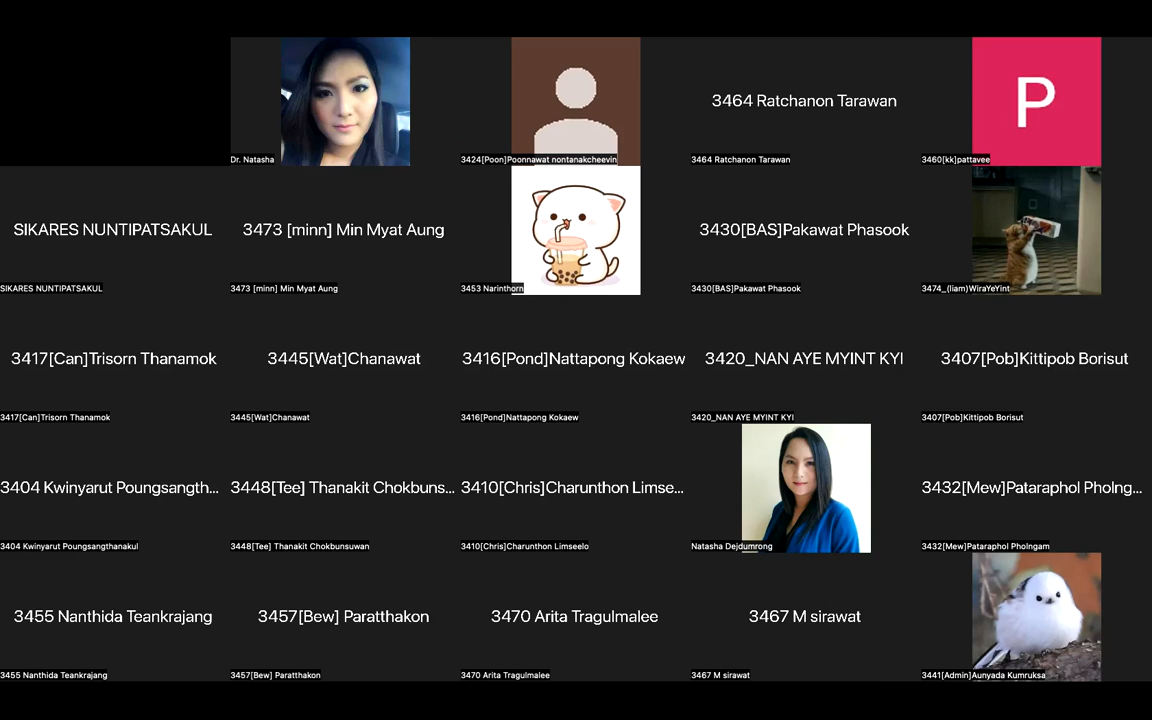 Dr. Natasha
3424[Poon]Poonnawat nontanakcheevin
3464 Ratchanon Tarawan
3464 Ratchanon Tarawan
P
3460[kk]pattavee
SIKARES NUNTIPATSAKUL
SIKARES NUNTIPATSAKUL
3473 [minn] Min Myat Aung
3473 [minn] Min Myat Aung
3453 Narinthorn
3430[BAS]Pakawat Phasook
3430[BAS]Pakawat Phasook
3474_(liam)WiraYeYint
3417[Can]Trisorn Thanamok
3417[Can]Trisorn Thanamok
3445[Wat]Chanawat
3445[Wat]Chanawat
3416[Pond]Nattapong Kokaew
3416[Pond]Nattapong Kokaew
3420_NAN AYE MYINT KYI
3420_NAN AYE MYINT KYI
3407[Pob]Kittipob Borisut
3407[Pob]Kittipob Borisut
3404 Kwinyarut Poungsangth...
3404 Kwinyarut Poungsangthanakul
3448[Tee] Thanakit Chokbuns...
3448[Tee] Thanakit Chokbunsuwan
3410[Chris]Charunthon Limse...
3410[Chris]Charunthon Limseelo
Natasha Dejdumrong
3432[Mew]Pataraphol Pholng...
3432[Mew]Pataraphol Pholngam
3455 Nanthida Teankrajang
3455 Nanthida Teankrajang
3457[Bew] Paratthakon
3457[Bew] Paratthakon
3470 Arita Tragulmalee
3470 Arita Tragulmalee
3467 M sirawat
3467 M sirawat
3441[Admin]Aunyada Kumruksa